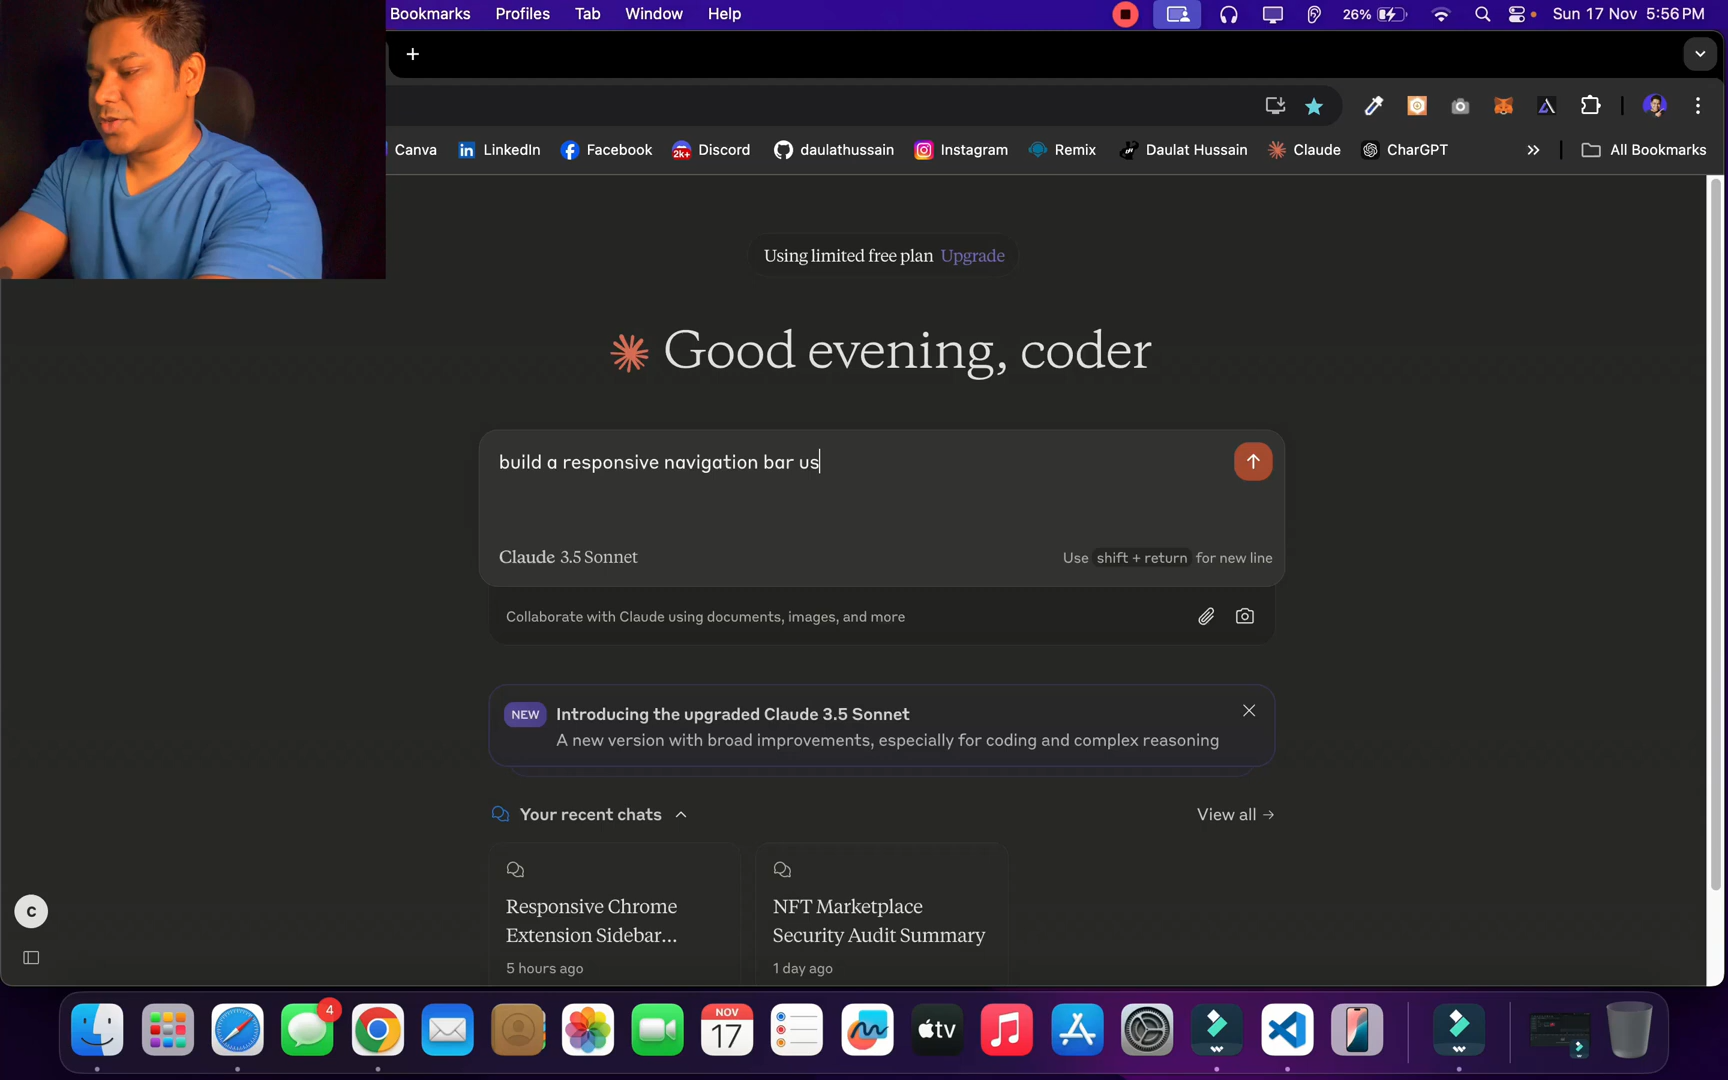 Bookmarks Profiles Tab Window Help 26% Sun 17 Nov 5:56 PM
Canva LinkedIn Facebook 2k+ Discord daulathussain Instagram Remix Daulat Hussain Claude CharGPT » All Bookmarks
Using limited free plan Upgrade
Good evening, coder
build a responsive navigation bar us
Claude 3.5 Sonnet Use shift + return for new line
Collaborate with Claude using documents, images, and more
NEW Introducing the upgraded Claude 3.5 Sonnet
A new version with broad improvements, especially for coding and complex reasoning
Your recent chats View all →
Responsive Chrome
Extension Sidebar...
5 hours ago
NFT Marketplace
Security Audit Summary
1 day ago
C
4
NOV
17
tv